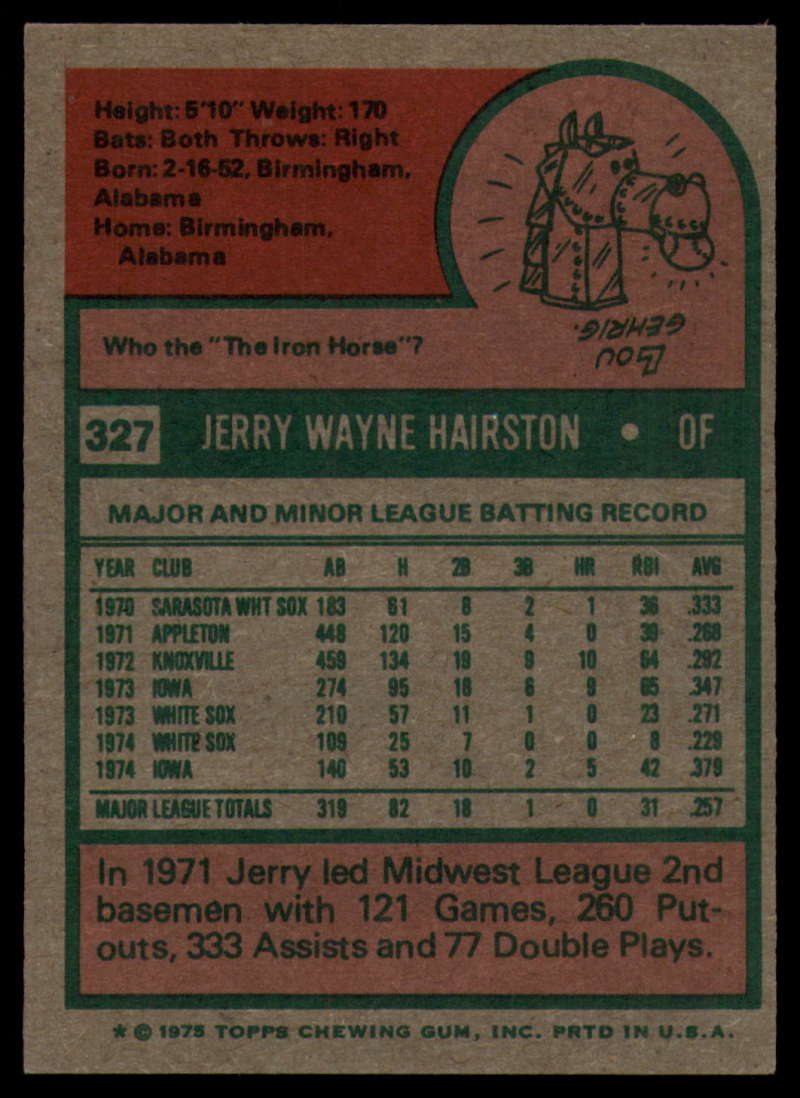 Height: 5'10" Weight: 170
Bats: Both Throws: Right
Born: 2-16-52, Birmingham,
Alabama
Home: Birmingham,
Alabama
Who the "The Iron Horse"?
LOU
GEHRIG.
327 JERRY WAYNE HAIRSTON • OF
MAJOR AND MINOR LEAGUE BATTING RECORD
YEAR CLUB AB H 2B 3B HR RBI AVG
1970 SARASOTA WHT SOX 183 61 8 2 1 36 .333
1971 APPLETON 448 120 15 4 0 39 .268
1972 KNOXVILLE 459 134 19 9 10 64 .292
1973 IOWA 274 95 18 6 9 65 .347
1973 WHITE SOX 210 57 11 1 0 23 .271
1974 WHITE SOX 109 25 7 0 0 8 .229
1974 IOWA 140 53 10 2 5 42 .379
MAJOR LEAGUE TOTALS 319 82 18 1 0 31 .257
In 1971 Jerry led Midwest League 2nd
basemen with 121 Games, 260 Put-
outs, 333 Assists and 77 Double Plays.
* © 1975 TOPPS CHEWING GUM, INC. PRTD IN U.S.A.